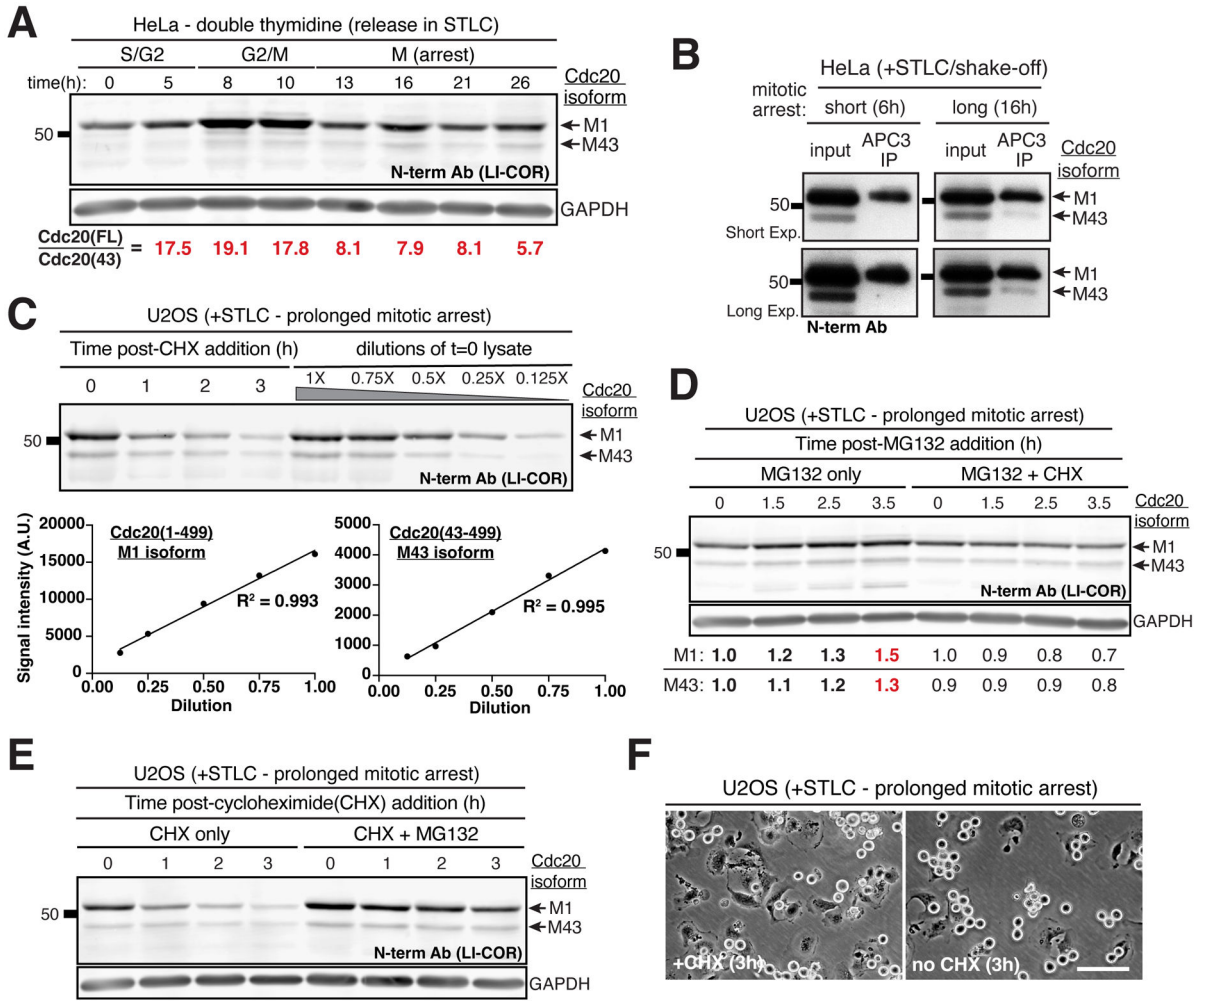 A
HeLa - double thymidine (release in STLC)
S/G2 G2/M M (arrest)
time(h): 0 5 8 10 13 16 21 26
Cdc20
isoform
50
M1
M43
N-term Ab (LI-COR)
GAPDH
Cdc20(FL)
Cdc20(43)
= 17.5 19.1 17.8 8.1 7.9 8.1 5.7
B
HeLa (+STLC/shake-off)
mitotic
arrest: short (6h) long (16h)
input APC3 IP input APC3 IP
Cdc20
isoform
50
M1
M43
Short Exp.
50
M1
M43
Long Exp.
N-term Ab
C
U2OS (+STLC - prolonged mitotic arrest)
Time post-CHX addition (h) dilutions of t=0 lysate
0 1 2 3 1X 0.75X 0.5X 0.25X 0.125X
Cdc20
isoform
50
M1
M43
N-term Ab (LI-COR)
Signal intensity (A.U.)
20000
15000
10000
5000
0
Cdc20(1-499)
M1 isoform
R² = 0.993
0.00 0.25 0.50 0.75 1.00
Dilution
5000
4000
3000
2000
1000
0
Cdc20(43-499)
M43 isoform
R² = 0.995
0.00 0.25 0.50 0.75 1.00
Dilution
D
U2OS (+STLC - prolonged mitotic arrest)
Time post-MG132 addition (h)
MG132 only MG132 + CHX
0 1.5 2.5 3.5 0 1.5 2.5 3.5
Cdc20
isoform
50
M1
M43
N-term Ab (LI-COR)
GAPDH
M1: 1.0 1.2 1.3 1.5 1.0 0.9 0.8 0.7
M43: 1.0 1.1 1.2 1.3 0.9 0.9 0.9 0.8
E
U2OS (+STLC - prolonged mitotic arrest)
Time post-cycloheximide(CHX) addition (h)
CHX only CHX + MG132
0 1 2 3 0 1 2 3
Cdc20
isoform
50
M1
M43
N-term Ab (LI-COR)
GAPDH
F
U2OS (+STLC - prolonged mitotic arrest)
+CHX (3h)
no CHX (3h)